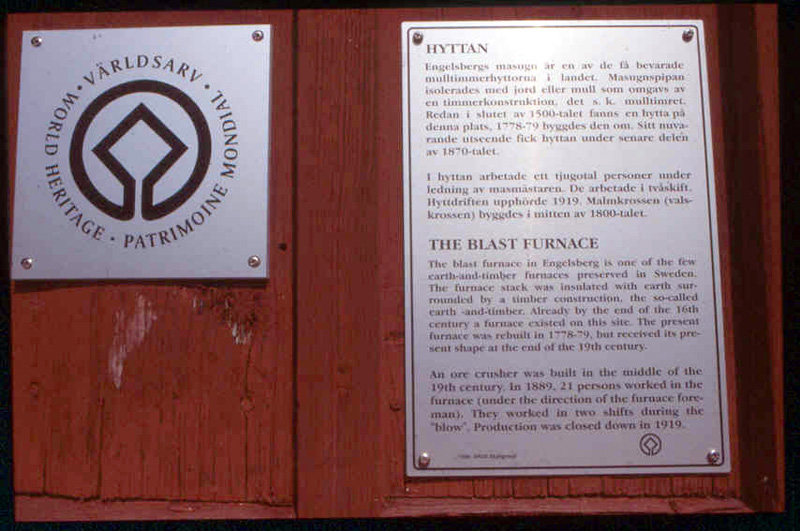 VÄRLDSARV · PATRIMOINE MONDIAL · WORLD HERITAGE ·
HYTTAN
Engelsbergs masugn är en av de få bevarade
mulltimmerhyttorna i landet. Masugnspipan
isolerades med jord eller mull som omgavs av
en timmerkonstruktion, det s. k. mulltimret.
Redan i slutet av 1500-talet fanns en hytta på
denna plats, 1778-79 byggdes den om. Sitt nuva-
rande utseende fick hyttan under senare delen
av 1870-talet.
I hyttan arbetade ett tjugotal personer under
ledning av masmästaren. De arbetade i tvåskift.
Hyttdriften upphörde 1919. Malmkrossen (vals-
krossen) byggdes i mitten av 1800-talet.
THE BLAST FURNACE
The blast furnace in Engelsberg is one of the few
earth-and-timber furnaces preserved in Sweden.
The furnace stack was insulated with earth sur-
rounded by a timber construction, the so-called
earth -and-timber. Already by the end of the 16th
century a furnace existed on this site. The present
furnace was rebuilt in 1778-79, but received its pre-
sent shape at the end of the 19th century.
An ore crusher was built in the middle of the
19th century. In 1889, 21 persons worked in the
furnace (under the direction of the furnace fore-
man). They worked in two shifts during the
"blow". Production was closed down in 1919.